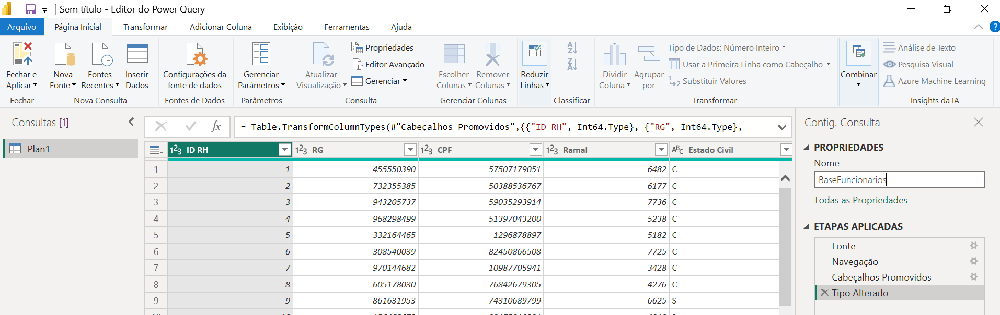 Sem título - Editor do Power Query
Arquivo Página Inicial Transformar Adicionar Coluna Exibição Ferramentas Ajuda
Fechar e Aplicar
Fechar
Nova Fonte
Fontes Recentes
Inserir Dados
Nova Consulta
Configurações da fonte de dados
Fontes de Dados
Gerenciar Parâmetros
Parâmetros
Atualizar Visualização
Propriedades
Editor Avançado
Gerenciar
Consulta
Escolher Colunas
Remover Colunas
Gerenciar Colunas
Reduzir Linhas
Classificar
Dividir Coluna
Agrupar por
Tipo de Dados: Número Inteiro
Usar a Primeira Linha como Cabeçalho
Substituir Valores
Transformar
Combinar
Análise de Texto
Pesquisa Visual
Azure Machine Learning
Insights da IA
Consultas [1]
Plan1
fx
= Table.TransformColumnTypes(#"Cabeçalhos Promovidos",{{"ID RH", Int64.Type}, {"RG", Int64.Type},
ID RH RG CPF Ramal Estado Civil
1 1 455550390 57507179051 6482 C
2 2 732355385 50388536767 6177 C
3 3 943205737 59035293914 7736 C
4 4 968298499 51397043200 5238 C
5 5 332164465 1296878897 5182 C
6 6 308540039 82450866508 7725 C
7 7 970144682 10987705941 3428 C
8 8 605178030 76842679305 4276 C
9 9 861631953 74310689799 6625 S
Config. Consulta
PROPRIEDADES
Nome
BaseFuncionarios
Todas as Propriedades
ETAPAS APLICADAS
Fonte
Navegação
Cabeçalhos Promovidos
Tipo Alterado